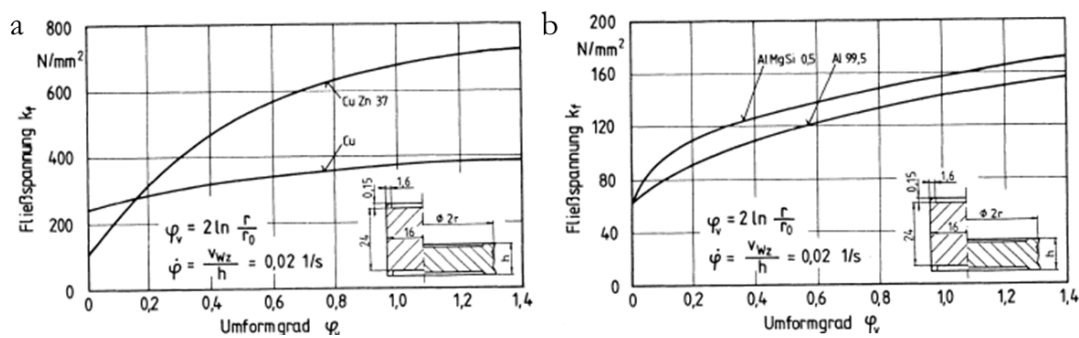 a
800
N/mm²
600
400
200
0
Fließspannung kf
Cu Zn 37
Cu
φv = 2 ln r/r0
φ̇ = vWz/h = 0,02 1/s
0,15
1,6
24
16
Φ 2r
h
0 0,2 0,4 0,6 0,8 1,0 1,2 1,4
Umformgrad φv
b
200
N/mm²
160
120
80
40
0
Fließspannung kf
AlMgSi 0,5
Al 99,5
φv = 2 ln r/r0
φ̇ = vWz/h = 0,02 1/s
0,15
1,6
24
16
Φ 2r
h
0 0,2 0,4 0,6 0,8 1,0 1,2 1,4
Umformgrad φv